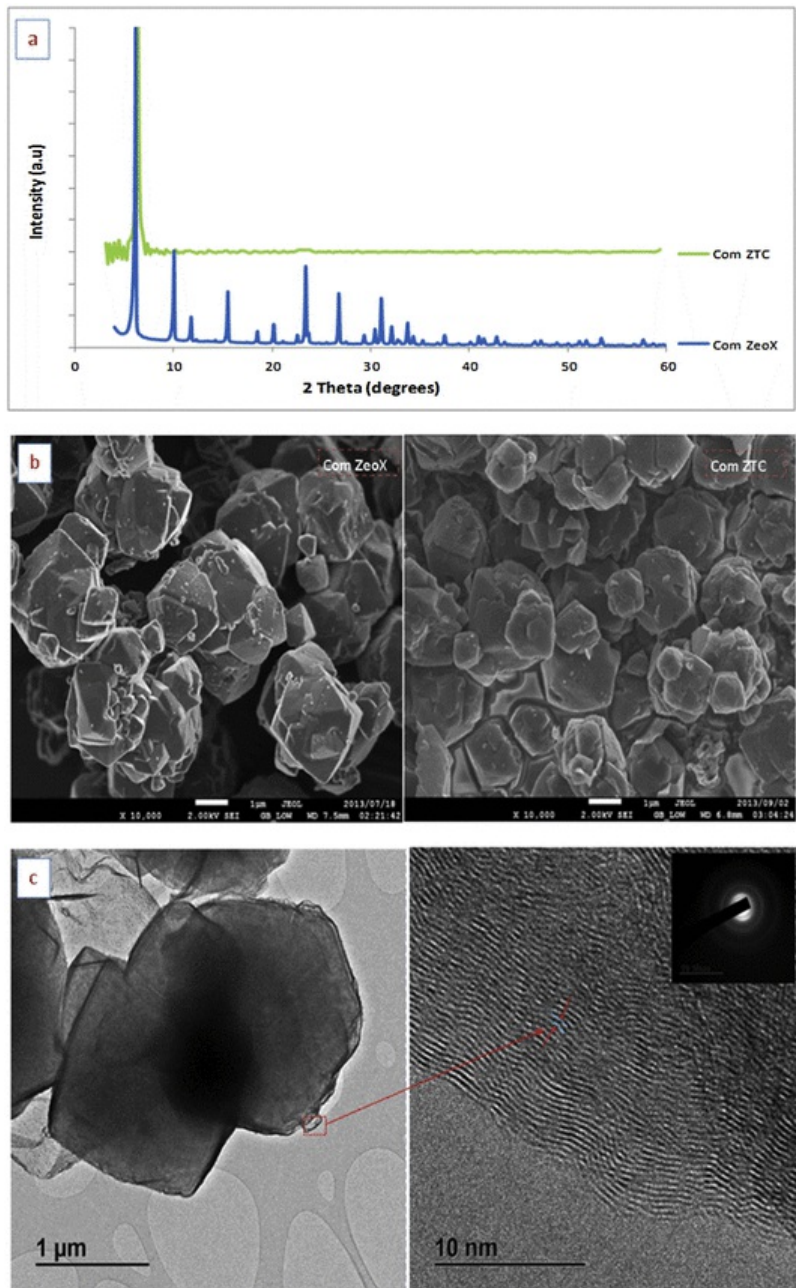 a
Intensity (a.u)
Com ZTC
Com ZeoX
0 10 20 30 40 50 60
2 Theta (degrees)
b
Com ZeoX
Com ZTC
1µm JEOL 2013/07/18
X 10,000 2.00kV SEI GB_LOW WD 7.5mm 02:21:42
1µm JEOL 2013/09/02
X 10,000 2.00kV SEI GB_LOW WD 6.8mm 03:04:24
c
1 µm
10 nm